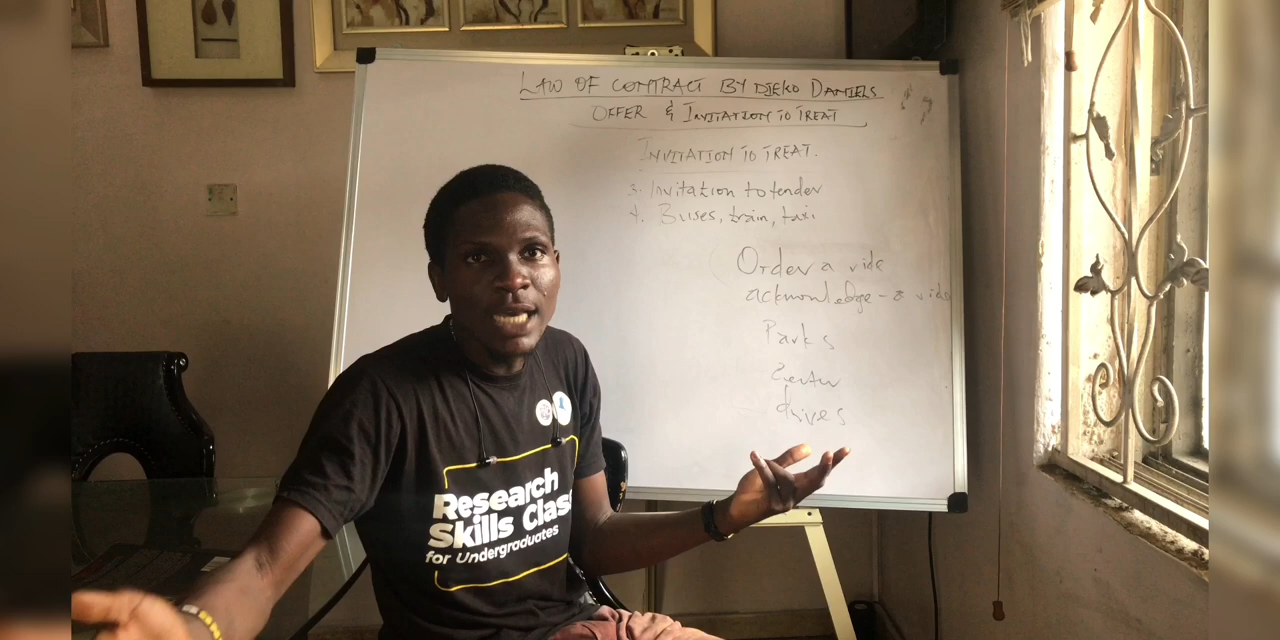 LAW OF CONTRACT BY DJEKO DANIELS
OFFER & INVITATION TO TREAT
INVITATION TO TREAT.
3. Invitation to tender
4. Buses, train, taxi
Order a ride
acknowledge - a ride
Parks
Enter
drives
Research
Skills Class
for Undergraduates